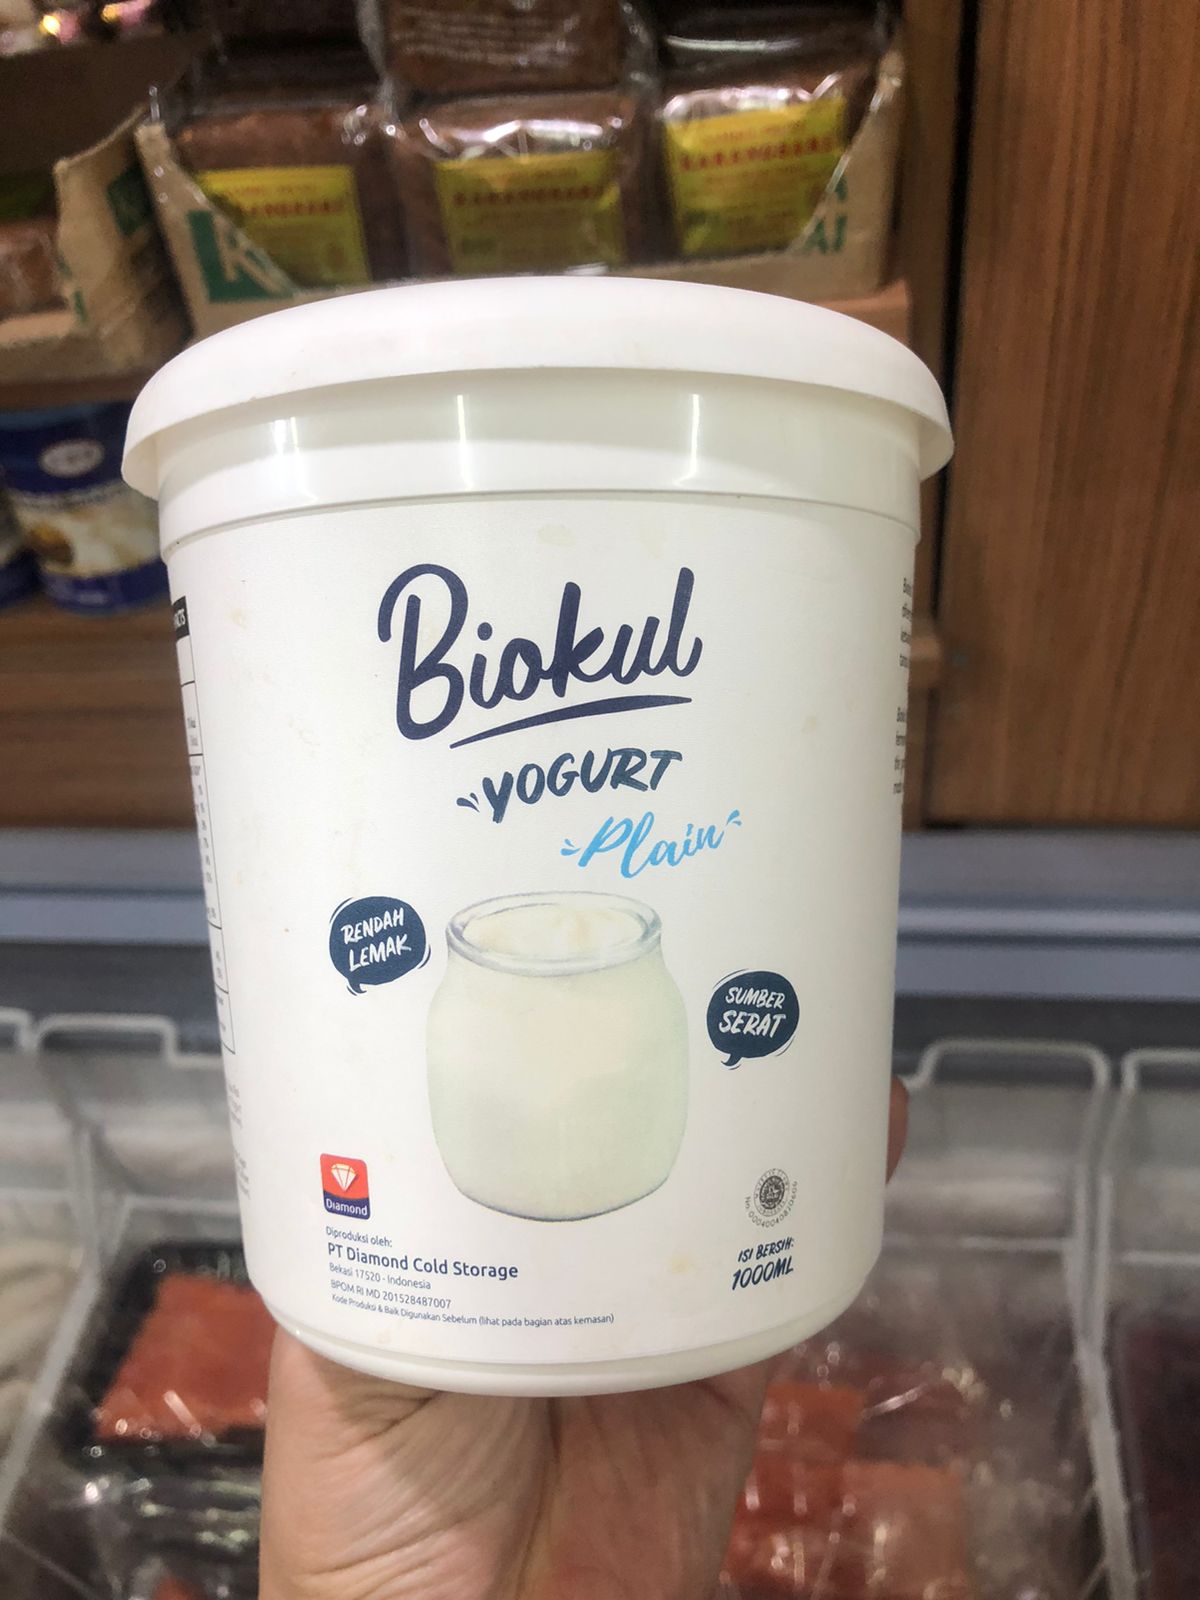 Biokul
YOGURT
Plain
RENDAH
LEMAK
SUMBER
SERAT
Diamond
Diproduksi oleh:
PT Diamond Cold Storage
Bekasi 17520 - Indonesia
BPOM RI MD 201528487007
Kode Produksi & Baik Digunakan Sebelum (lihat pada bagian atas kemasan)
ISI BERSIH:
1000ML